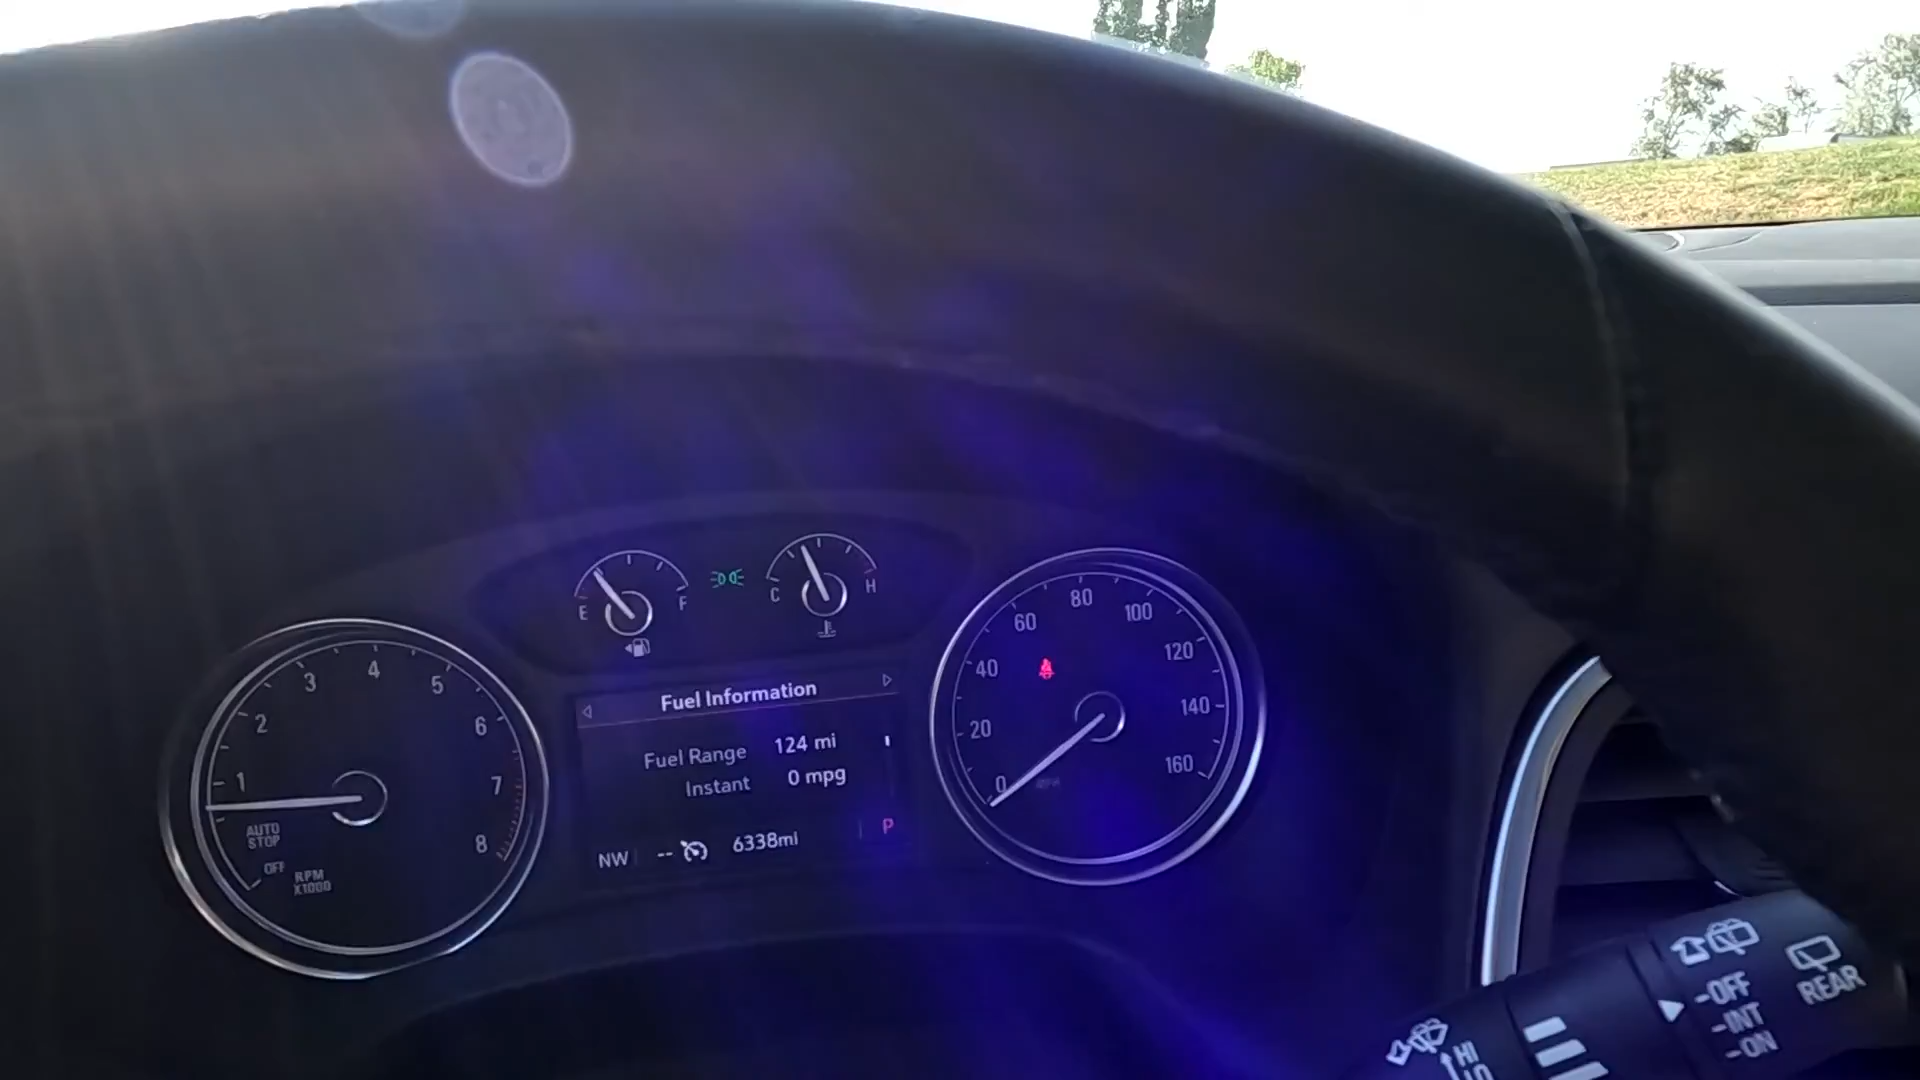 E F
C H
1 2 3 4 5 6 7 8
AUTO
STOP
OFF
RPM
X1000
Fuel Information
Fuel Range 124 mi
Instant 0 mpg
NW -- 6338mi
P
0 20 40 60 80 100 120 140 160
-OFF
-INT
-ON
REAR
HI